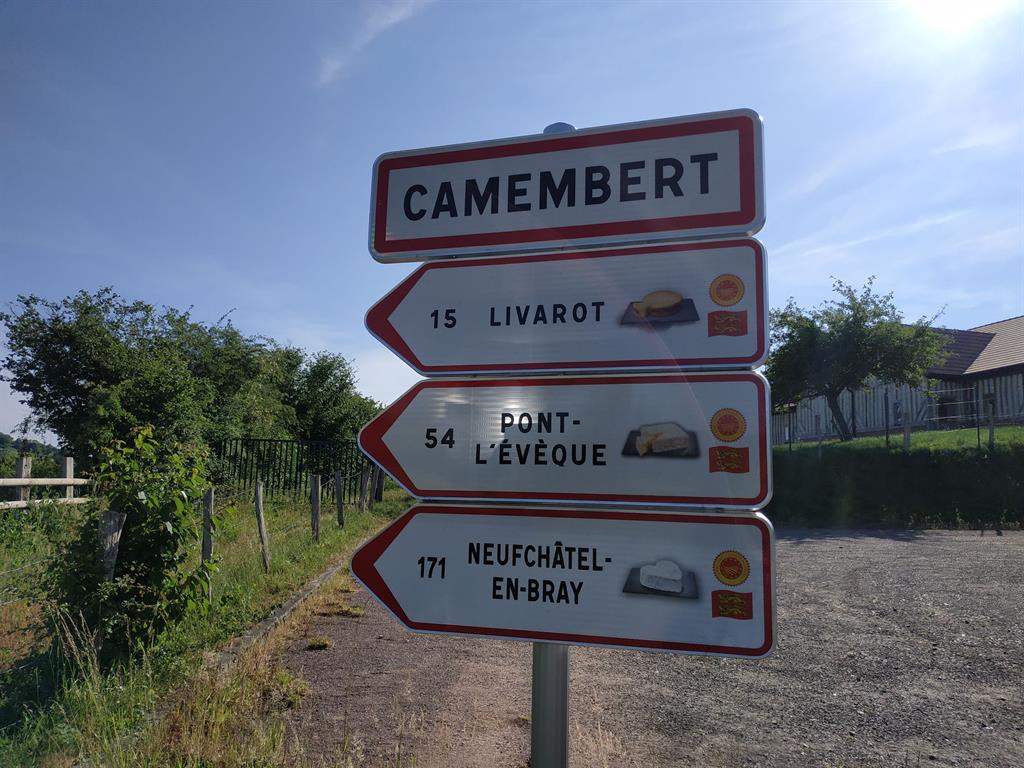 CAMEMBERT
15 LIVAROT
54 PONT-
L'ÉVÈQUE
171 NEUFCHÂTEL-
EN-BRAY